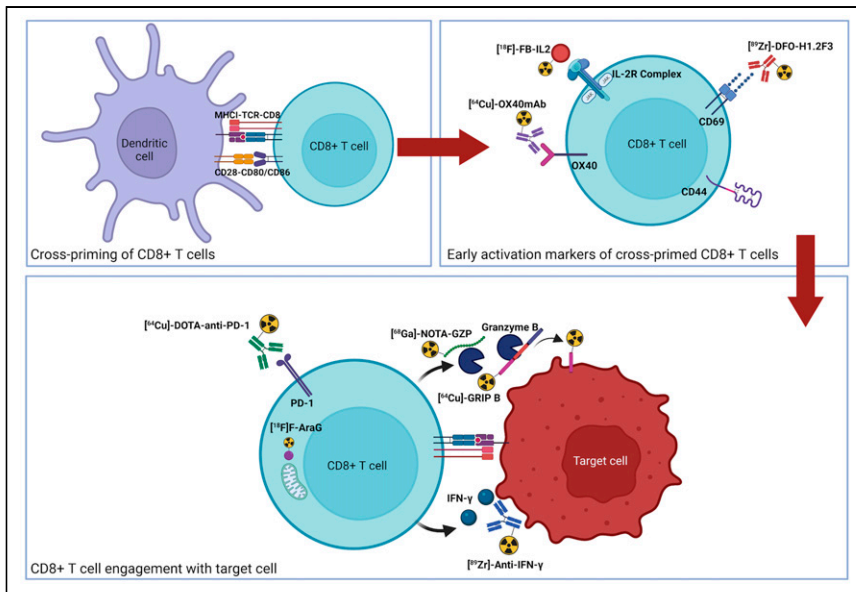 Dendritic
cell
MHCI-TCR-CD8
CD28-CD80/CD86
CD8+ T cell
Cross-priming of CD8+ T cells
[¹⁸F]-FB-IL2
IL-2R Complex
[⁸⁹Zr]-DFO-H1.2F3
[⁶⁴Cu]-OX40mAb
CD69
CD8+ T cell
OX40
CD44
Early activation markers of cross-primed CD8+ T cells
[⁶⁴Cu]-DOTA-anti-PD-1
PD-1
[¹⁸F]F-AraG
CD8+ T cell
[⁶⁸Ga]-NOTA-GZP
Granzyme B
[⁶⁴Cu]-GRIP B
Target cell
IFN-γ
[⁸⁹Zr]-Anti-IFN-γ
CD8+ T cell engagement with target cell